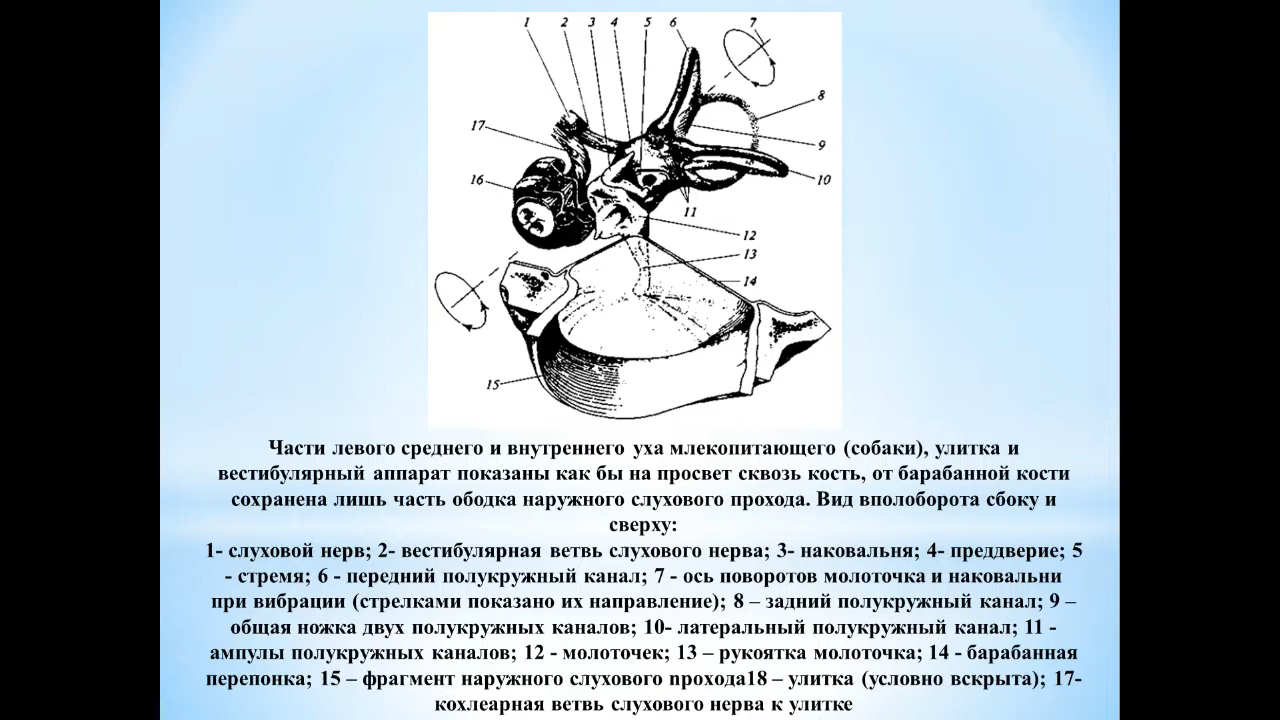 1 2 3 4 5 6 7
8
17
9
16
10
11
12
13
14
15
Части левого среднего и внутреннего уха млекопитающего (собаки), улитка и
вестибулярный аппарат показаны как бы на просвет сквозь кость, от барабанной кости
сохранена лишь часть ободка наружного слухового прохода. Вид вполоборота сбоку и
сверху:
1- слуховой нерв; 2- вестибулярная ветвь слухового нерва; 3- наковальня; 4- преддверие; 5
- стремя; 6 - передний полукружный канал; 7 - ось поворотов молоточка и наковальни
при вибрации (стрелками показано их направление); 8 – задний полукружный канал; 9 –
общая ножка двух полукружных каналов; 10- латеральный полукружный канал; 11 -
ампулы полукружных каналов; 12 - молоточек; 13 – рукоятка молоточка; 14 - барабанная
перепонка; 15 – фрагмент наружного слухового прохода18 – улитка (условно вскрыта); 17-
кохлеарная ветвь слухового нерва к улитке